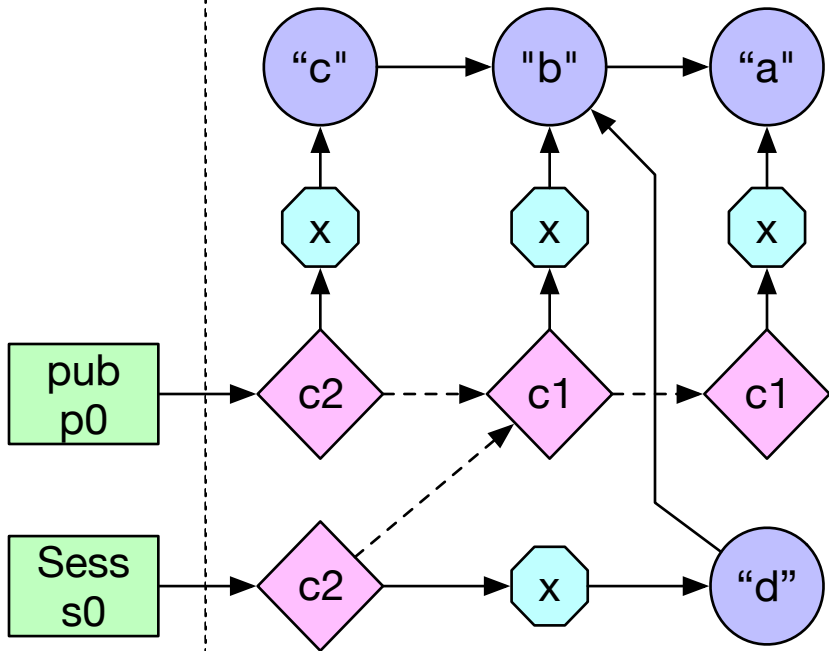 “c"
"b"
“a"
x
x
x
pub
p0
c2
c1
c1
Sess
s0
c2
x
“d”